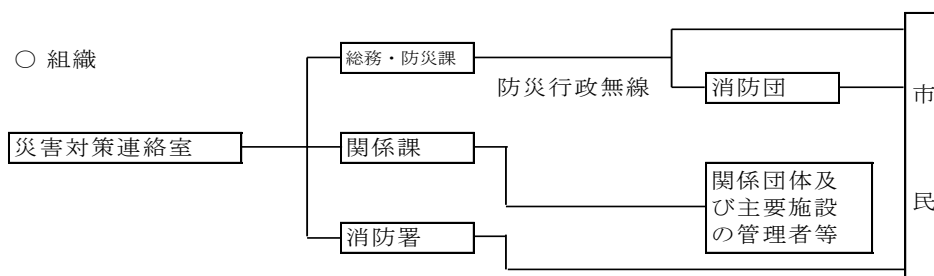 ○ 組織
総務・防災課
防災行政無線
消防団
災害対策連絡室
関係課
関係団体及
び主要施設
の管理者等
消防署
市
民